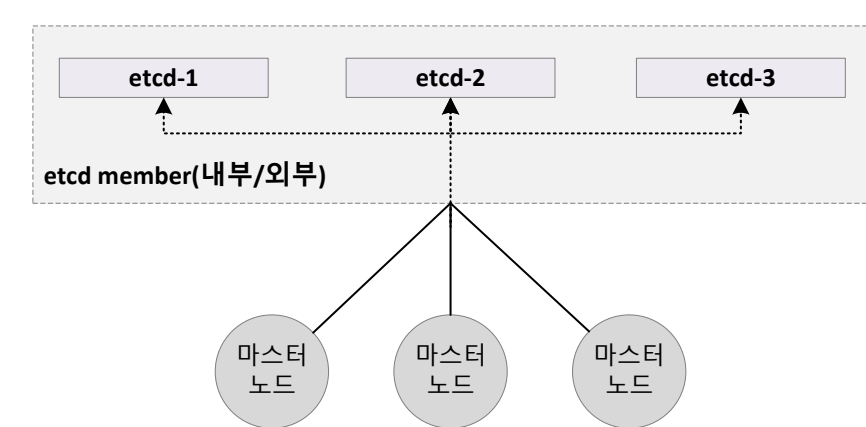 etcd-1
etcd-2
etcd-3
etcd member(내부/외부)
마스터
노드
마스터
노드
마스터
노드